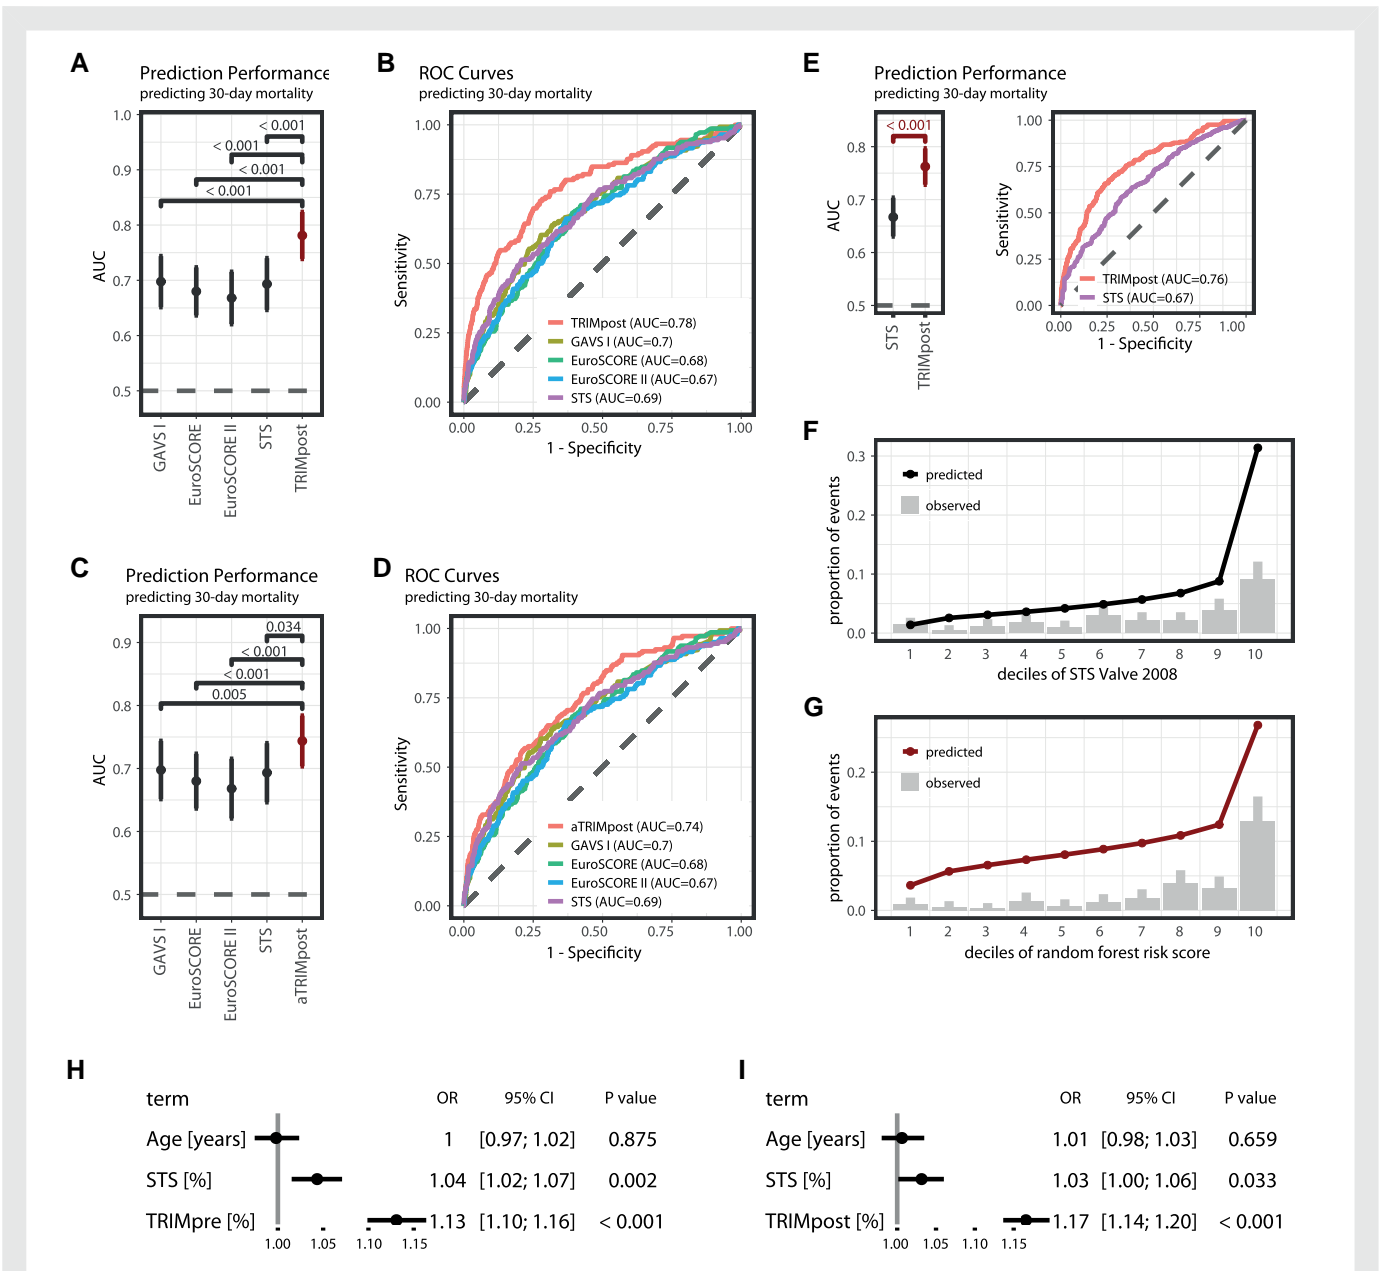 A
Prediction Performance
predicting 30-day mortality
1.0
0.9
0.8
0.7
0.6
0.5
AUC
< 0.001
< 0.001
< 0.001
< 0.001
GAVS I
EuroSCORE
EuroSCORE II
STS
TRIMpost
B
ROC Curves
predicting 30-day mortality
1.00
0.75
0.50
0.25
0.00
Sensitivity
TRIMpost (AUC=0.78)
GAVS I (AUC=0.7)
EuroSCORE (AUC=0.68)
EuroSCORE II (AUC=0.67)
STS (AUC=0.69)
0.00 0.25 0.50 0.75 1.00
1 - Specificity
E
Prediction Performance
predicting 30-day mortality
< 0.001
0.8
0.7
0.6
0.5
AUC
STS
TRIMpost
1.00
0.75
0.50
0.25
0.00
Sensitivity
TRIMpost (AUC=0.76)
STS (AUC=0.67)
0.00 0.25 0.50 0.75 1.00
1 - Specificity
F
0.3
0.2
0.1
0.0
proportion of events
predicted
observed
1 2 3 4 5 6 7 8 9 10
deciles of STS Valve 2008
C
Prediction Performance
predicting 30-day mortality
0.9
0.8
0.7
0.6
0.5
AUC
0.034
< 0.001
< 0.001
0.005
GAVS I
EuroSCORE
EuroSCORE II
STS
aTRIMpost
D
ROC Curves
predicting 30-day mortality
1.00
0.75
0.50
0.25
0.00
Sensitivity
aTRIMpost (AUC=0.74)
GAVS I (AUC=0.7)
EuroSCORE (AUC=0.68)
EuroSCORE II (AUC=0.67)
STS (AUC=0.69)
0.00 0.25 0.50 0.75 1.00
1 - Specificity
G
0.2
0.1
0.0
proportion of events
predicted
observed
1 2 3 4 5 6 7 8 9 10
deciles of random forest risk score
H
term OR 95% CI P value
Age [years] 1 [0.97; 1.02] 0.875
STS [%] 1.04 [1.02; 1.07] 0.002
TRIMpre [%] 1.13 [1.10; 1.16] < 0.001
1.00 1.05 1.10 1.15
I
term OR 95% CI P value
Age [years] 1.01 [0.98; 1.03] 0.659
STS [%] 1.03 [1.00; 1.06] 0.033
TRIMpost [%] 1.17 [1.14; 1.20] < 0.001
1.00 1.05 1.10 1.15